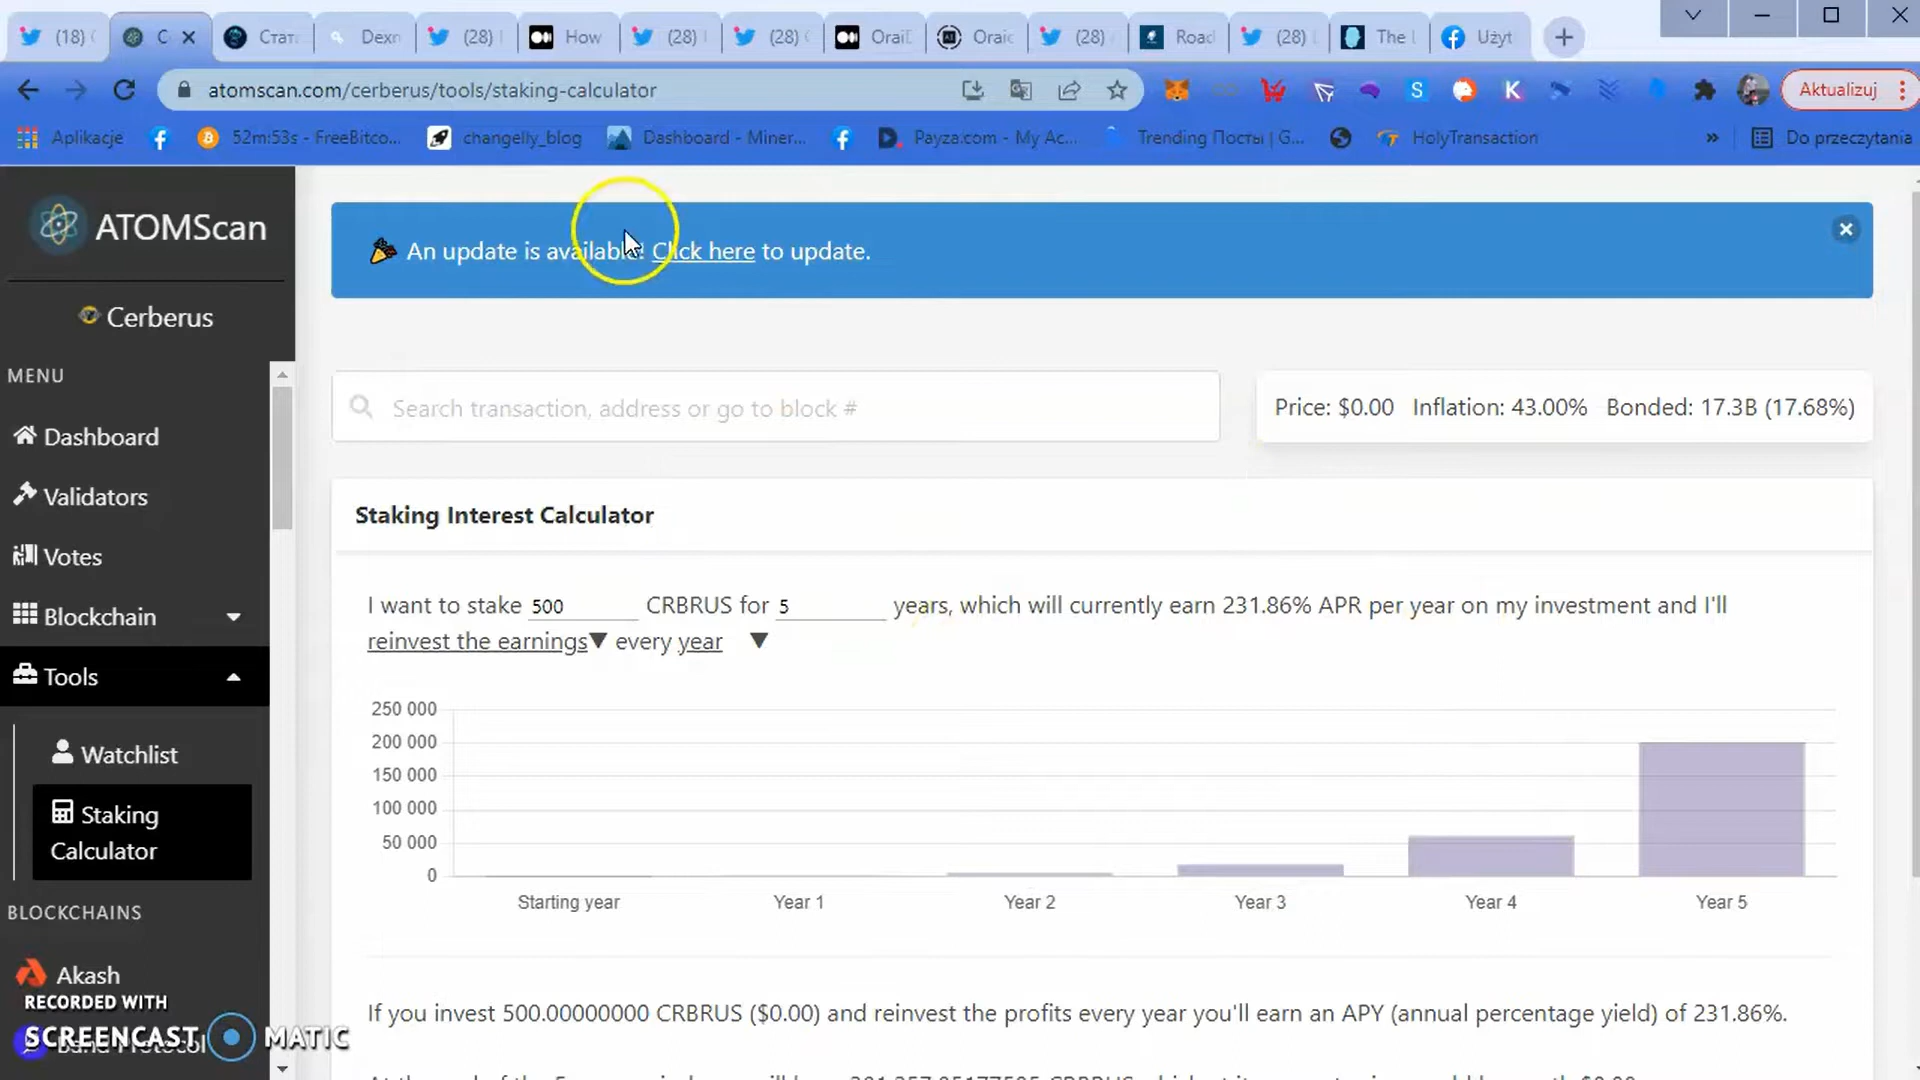 (18)
C
Стат
Dexn
(28)
How
(28)
(28)
Orai
Oraic
(28)
Road
(28)
The
Użyt
atomscan.com/cerberus/tools/staking-calculator
Aktualizuj
Aplikacje
52m:53s - FreeBitco...
changelly_blog
Dashboard - Miner...
Payza.com - My Ac...
Trending Посты | G...
HolyTransaction
»
Do przeczytania
ATOMScan
Cerberus
MENU
Dashboard
Validators
Votes
Blockchain
Tools
Watchlist
Staking
Calculator
BLOCKCHAINS
Akash
RECORDED WITH
SCREENCAST MATIC
An update is available! Click here to update.
Search transaction, address or go to block #
Price: $0.00 Inflation: 43.00% Bonded: 17.3B (17.68%)
Staking Interest Calculator
I want to stake 500 CRBRUS for 5 years, which will currently earn 231.86% APR per year on my investment and I'll
reinvest the earnings every year
250 000
200 000
150 000
100 000
50 000
0
Starting year
Year 1
Year 2
Year 3
Year 4
Year 5
If you invest 500.00000000 CRBRUS ($0.00) and reinvest the profits every year you'll earn an APY (annual percentage yield) of 231.86%.